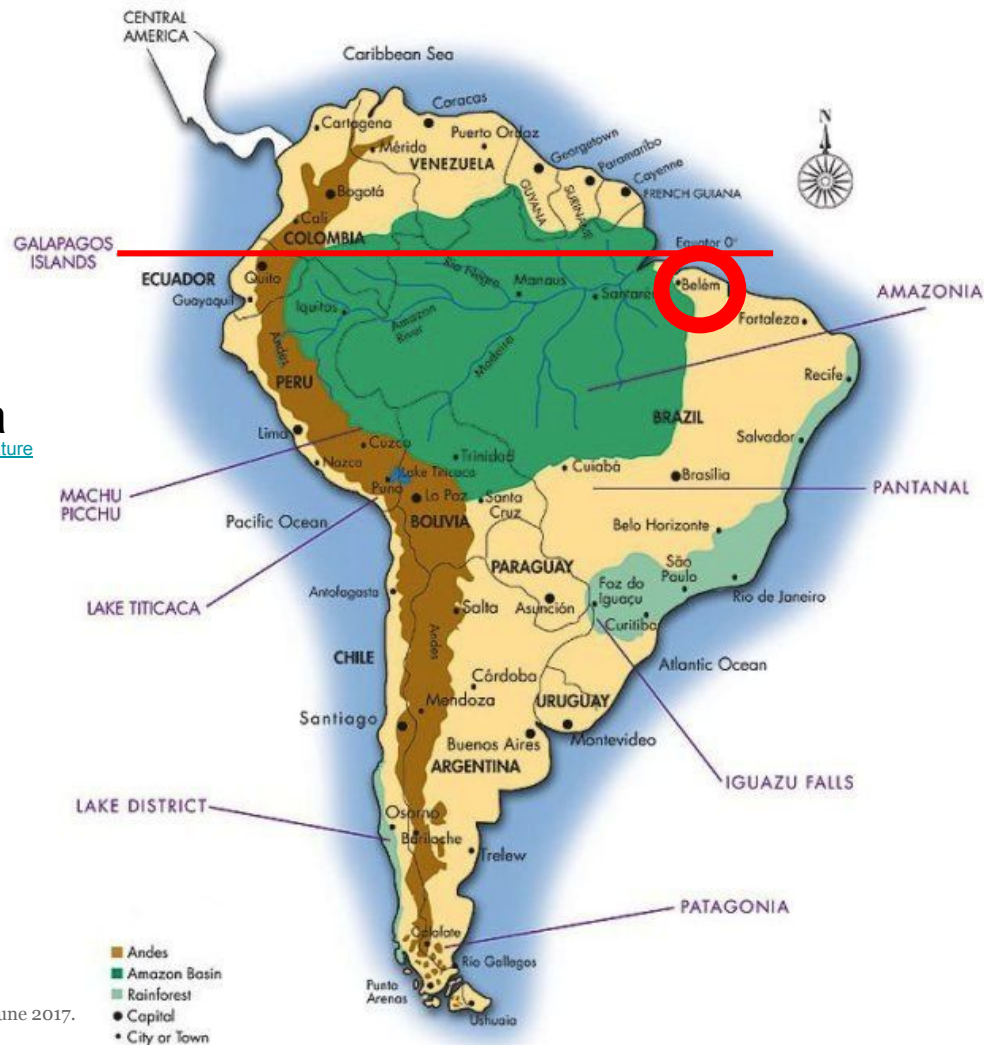 CENTRAL
AMERICA
Caribbean Sea
N
Caracas
Cartagena
Puerto Ordaz
Georgetown
Mérida
Paramaribo
VENEZUELA
Cayenne
FRENCH GUIANA
Bogotá
GUYANA
SURINAME
Cali
COLOMBIA
Equator 0°
GALAPAGOS
ISLANDS
ECUADOR
Quito
Rio Negro
Manaus
Belém
Santaré
AMAZONIA
Guayaquil
Iquitos
Amazon
River
Fortaleza
Andes
Madeira
PERU
Recife
BRAZIL
ture
Lima
Cuzco
Salvador
Nazca
Trinidad
Cuiabá
Lake Titicaca
Brasília
Puno
PANTANAL
MACHU
PICCHU
La Paz
Santa
Cruz
Pacific Ocean
BOLIVIA
Belo Horizonte
PARAGUAY
São
Paulo
Foz do
Iguaçu
LAKE TITICACA
Antofagasta
Salta
Asunción
Rio de Janeiro
Curitiba
Andes
CHILE
Atlantic Ocean
Córdoba
Mendoza
URUGUAY
Santiago
Buenos Aires
Montevideo
ARGENTINA
IGUAZU FALLS
LAKE DISTRICT
Osorno
Bariloche
Trelew
PATAGONIA
Calafate
Andes
Río Gallegos
Amazon Basin
Punta
Arenas
Rainforest
une 2017.
Capital
Ushuaia
City or Town